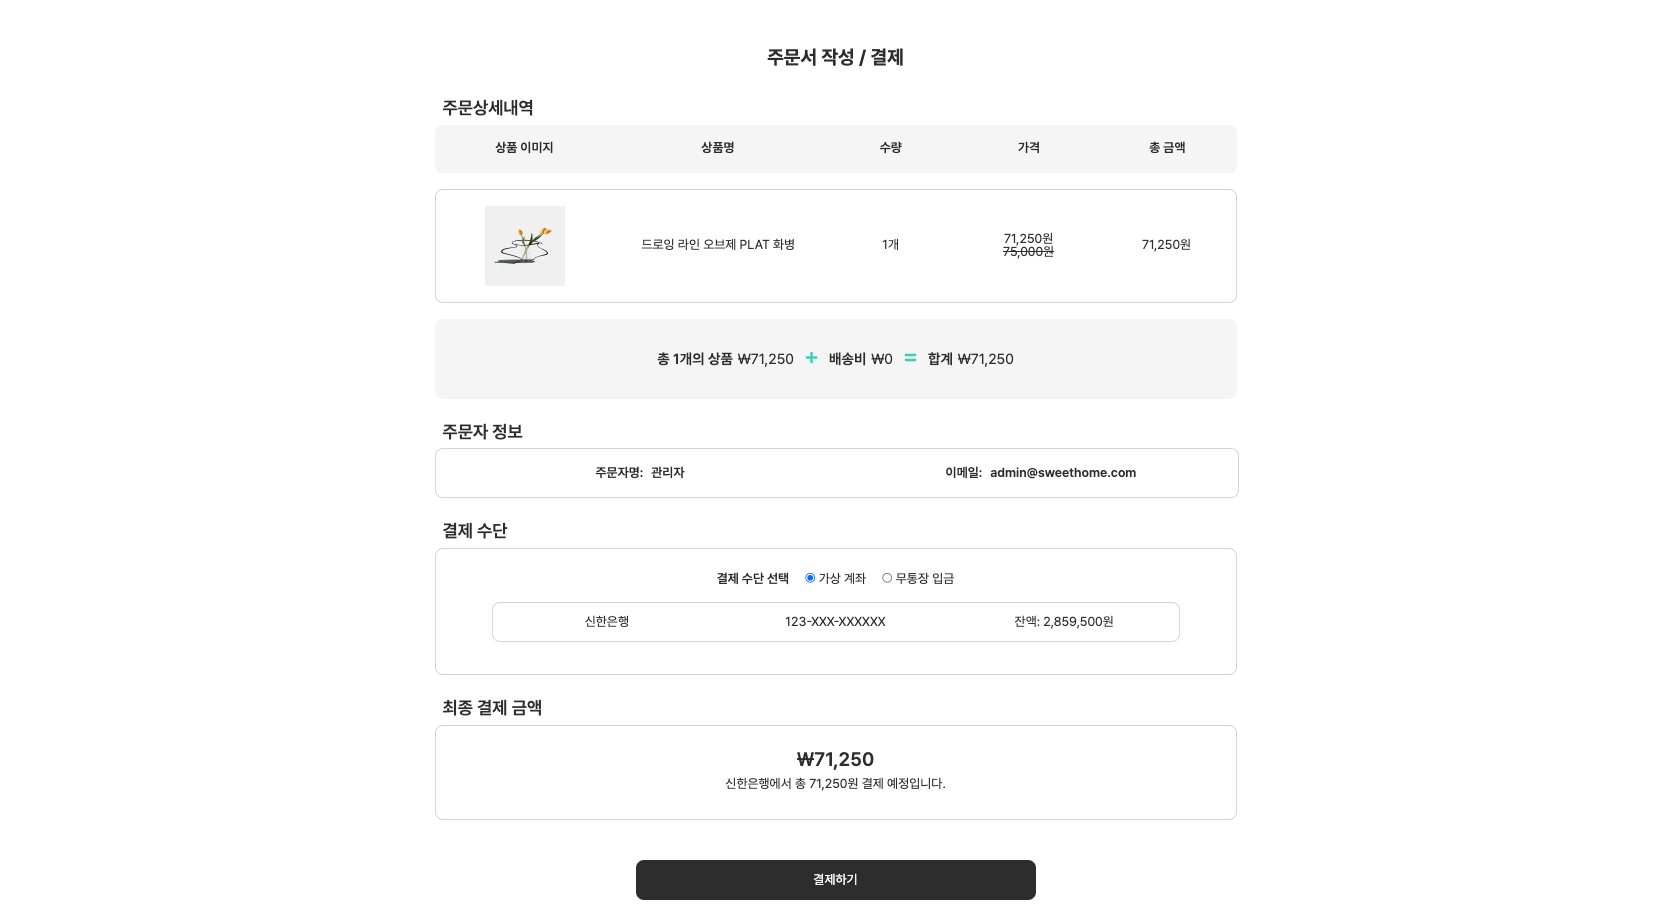 주문서 작성 / 결제
주문상세내역
상품 이미지 상품명 수량 가격 총 금액
드로잉 라인 오브제 PLAT 화병 1개 71,250원 71,250원
75,000원
총 1개의 상품 ₩71,250 + 배송비 ₩0 = 합계 ₩71,250
주문자 정보
주문자명: 관리자 이메일: admin@sweethome.com
결제 수단
결제 수단 선택 가상 계좌 무통장 입금
신한은행 123-XXX-XXXXXX 잔액: 2,859,500원
최종 결제 금액
₩71,250
신한은행에서 총 71,250원 결제 예정입니다.
결제하기